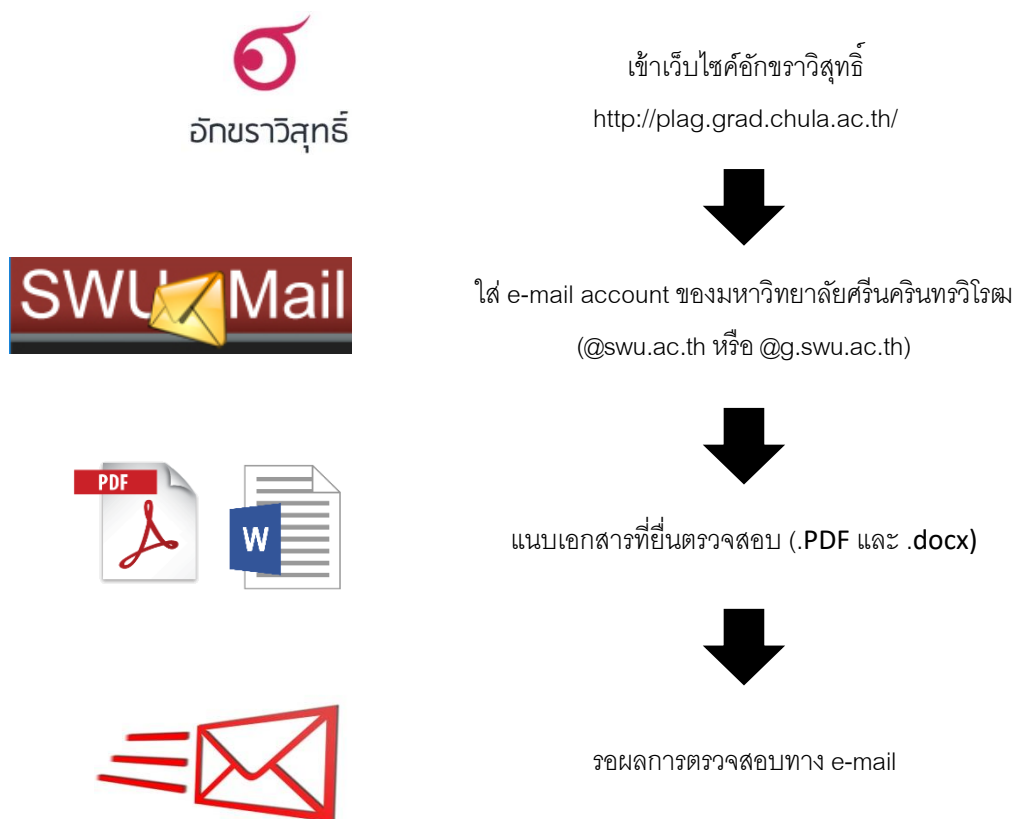 อักขราวิสุทธิ์
เข้าเว็บไซค์อักขราวิสุทธิ์
http://plag.grad.chula.ac.th/
SWU Mail
ใส่ e-mail account ของมหาวิทยาลัยศรีนครินทรวิโรฒ
(@swu.ac.th หรือ @g.swu.ac.th)
PDF
W
แนบเอกสารที่ยื่นตรวจสอบ (.PDF และ .docx)
รอผลการตรวจสอบทาง e-mail